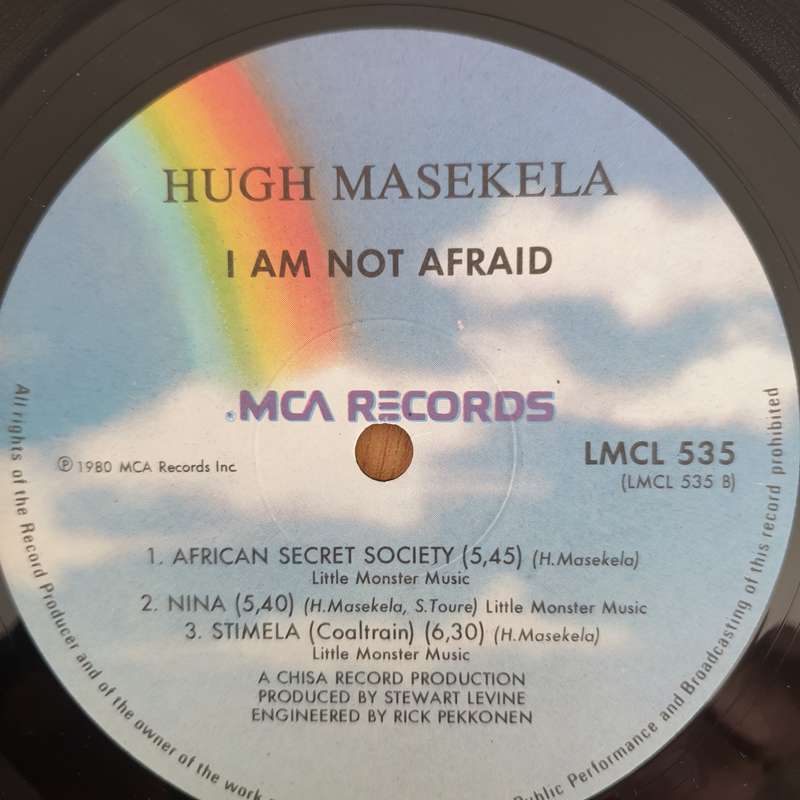 HUGH MASEKELA
I AM NOT AFRAID
MCA RECORDS
℗ 1980 MCA Records Inc
LMCL 535
(LMCL 535 B)
1. AFRICAN SECRET SOCIETY (5,45) (H.Masekela)
Little Monster Music
2. NINA (5,40) (H.Masekela, S.Toure) Little Monster Music
3. STIMELA (Coaltrain) (6,30) (H.Masekela)
Little Monster Music
A CHISA RECORD PRODUCTION
PRODUCED BY STEWART LEVINE
ENGINEERED BY RICK PEKKONEN
All rights of the Record Producer and of the owner of the work
Public Performance and Broadcasting of this record prohibited